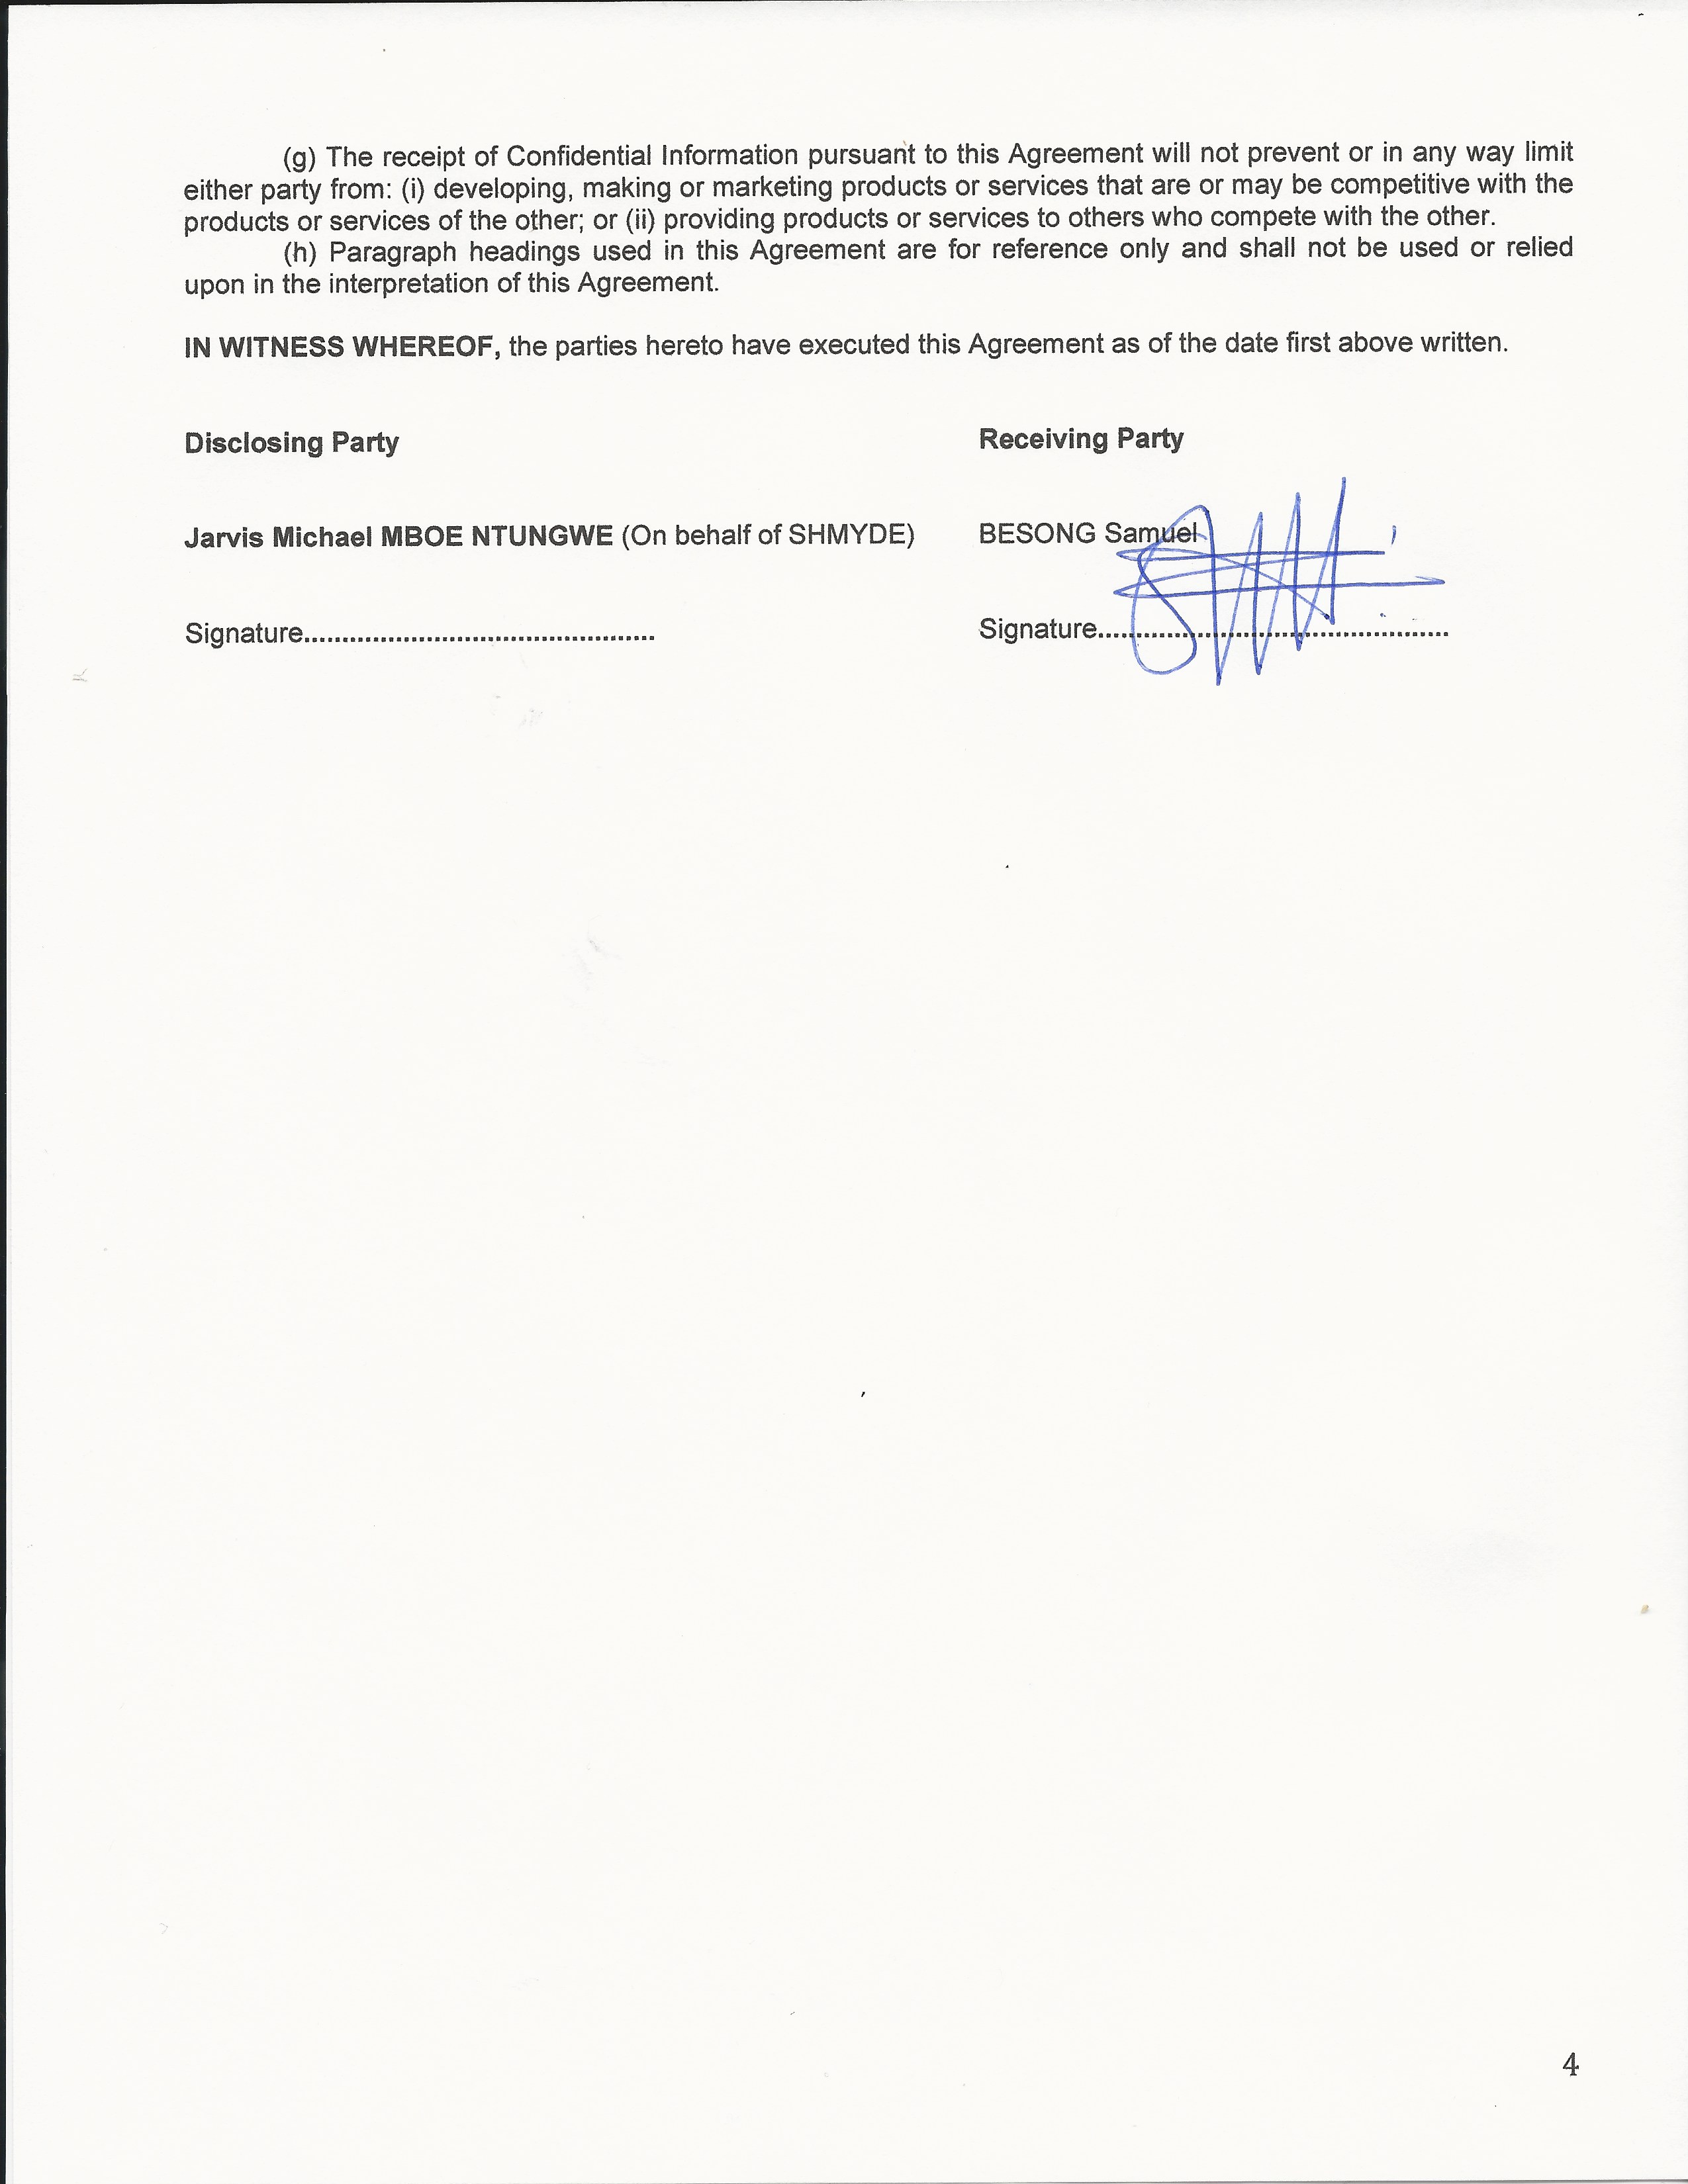 (g) The receipt of Confidential Information pursuant to this Agreement will not prevent or in any way limit
either party from: (i) developing, making or marketing products or services that are or may be competitive with the
products or services of the other; or (ii) providing products or services to others who compete with the other.
(h) Paragraph headings used in this Agreement are for reference only and shall not be used or relied
upon in the interpretation of this Agreement.
IN WITNESS WHEREOF, the parties hereto have executed this Agreement as of the date first above written.
Disclosing Party
Receiving Party
Jarvis Michael MBOE NTUNGWE (On behalf of SHMYDE)
BESONG Samuel
Signature..............................................
Signature..............................................
4